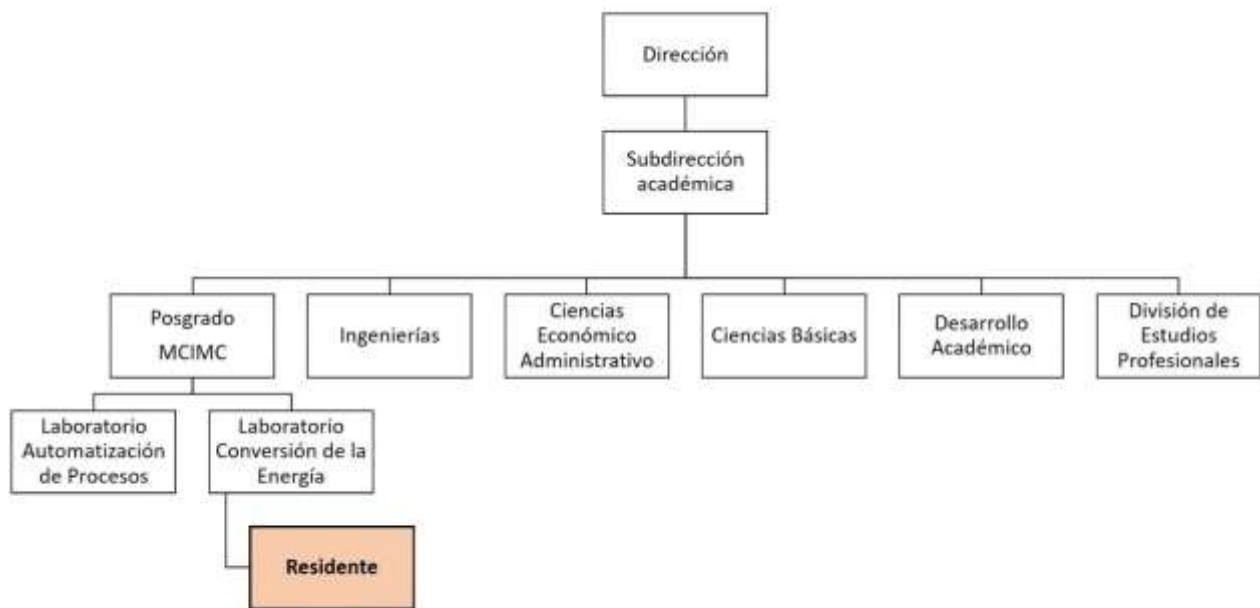 Dirección
Subdirección
académica
Posgrado
MCIMC
Ingenierías
Ciencias
Económico
Administrativo
Ciencias Básicas
Desarrollo
Académico
División de
Estudios
Profesionales
Laboratorio
Automatización
de Procesos
Laboratorio
Conversión de la
Energía
Residente